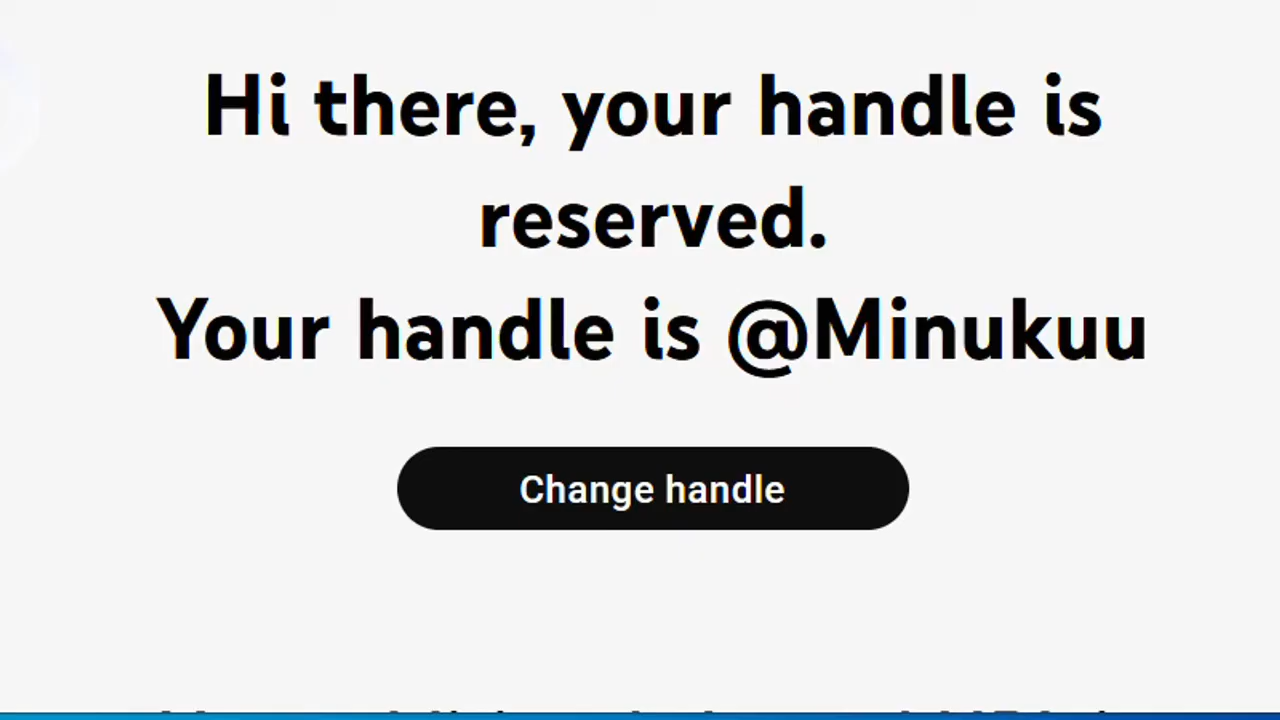 Hi there, your handle is
reserved.
Your handle is @Minukuu
Change handle